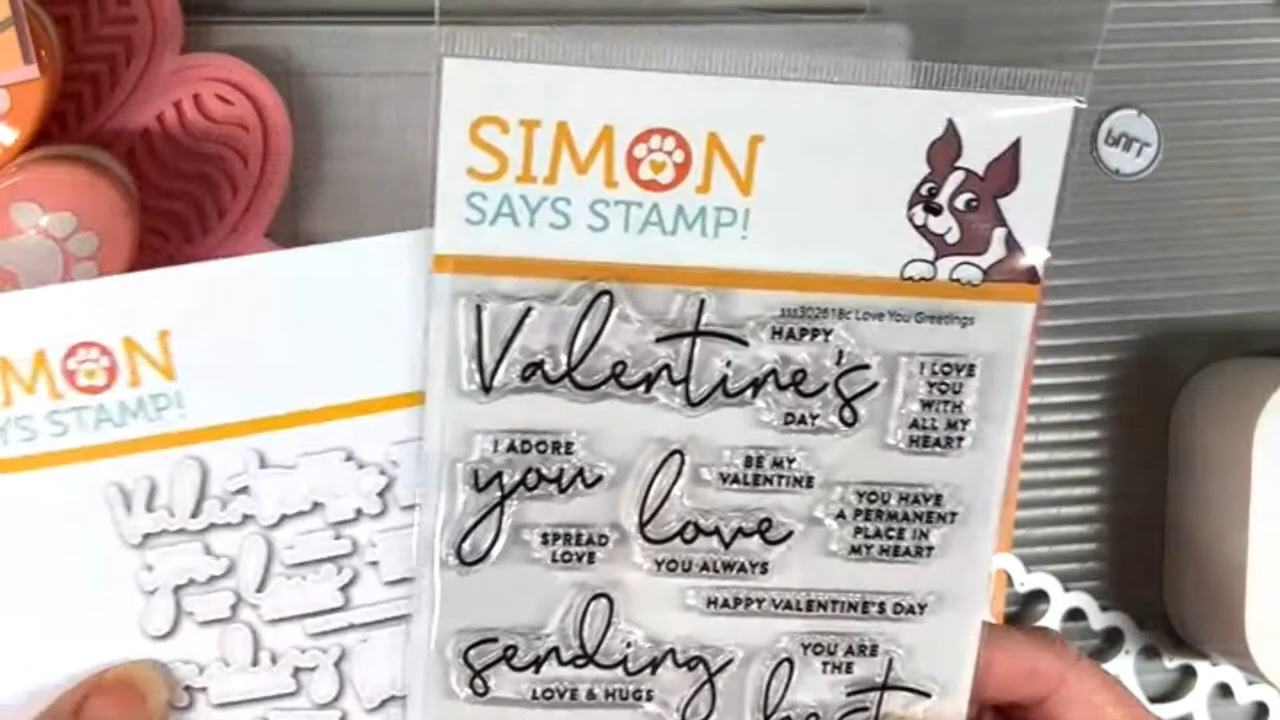 SIMON
SAYS STAMP!
sss302618c Love You Greetings
Valentine's
HAPPY
DAY
I LOVE
YOU
WITH
ALL MY
HEART
I ADORE
you
SPREAD
LOVE
love
YOU ALWAYS
BE MY
VALENTINE
YOU HAVE
A PERMANENT
PLACE IN
MY HEART
HAPPY VALENTINE'S DAY
sending
LOVE & HUGS
YOU ARE
THE
best
MON
YS STAMP!